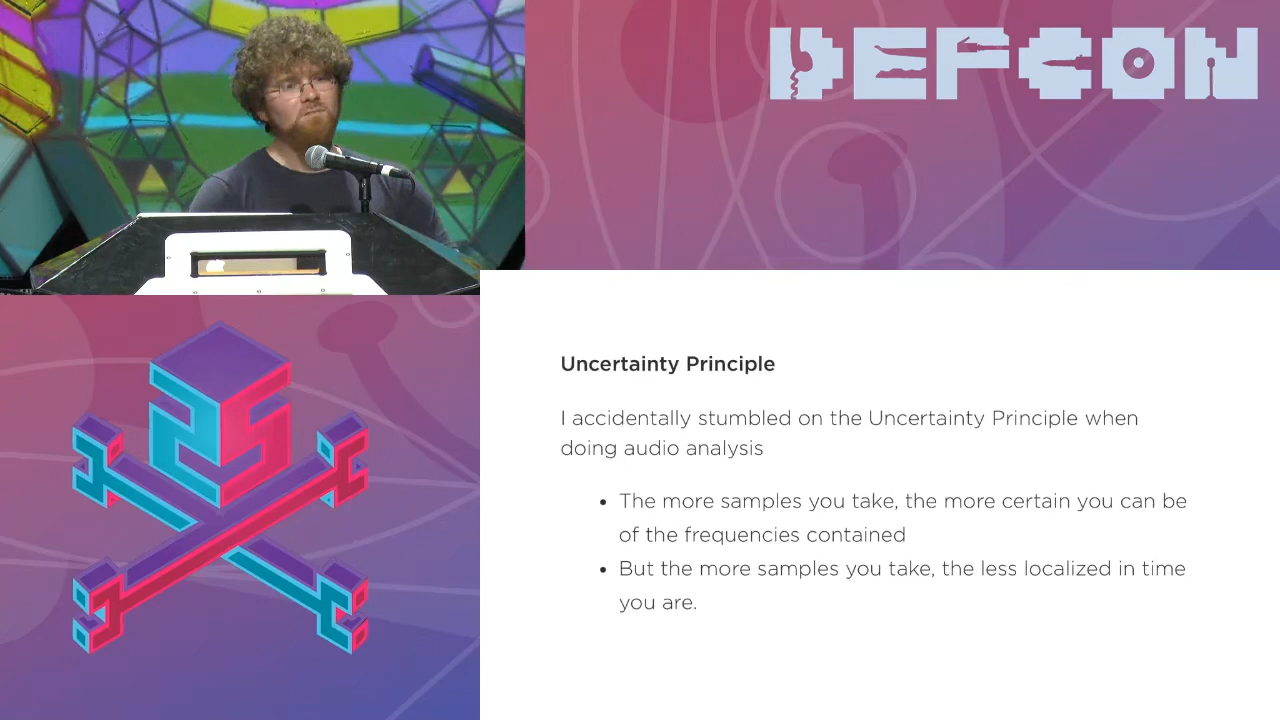 DEFCON
25
Uncertainty Principle
I accidentally stumbled on the Uncertainty Principle when
doing audio analysis
• The more samples you take, the more certain you can be
of the frequencies contained
• But the more samples you take, the less localized in time
you are.